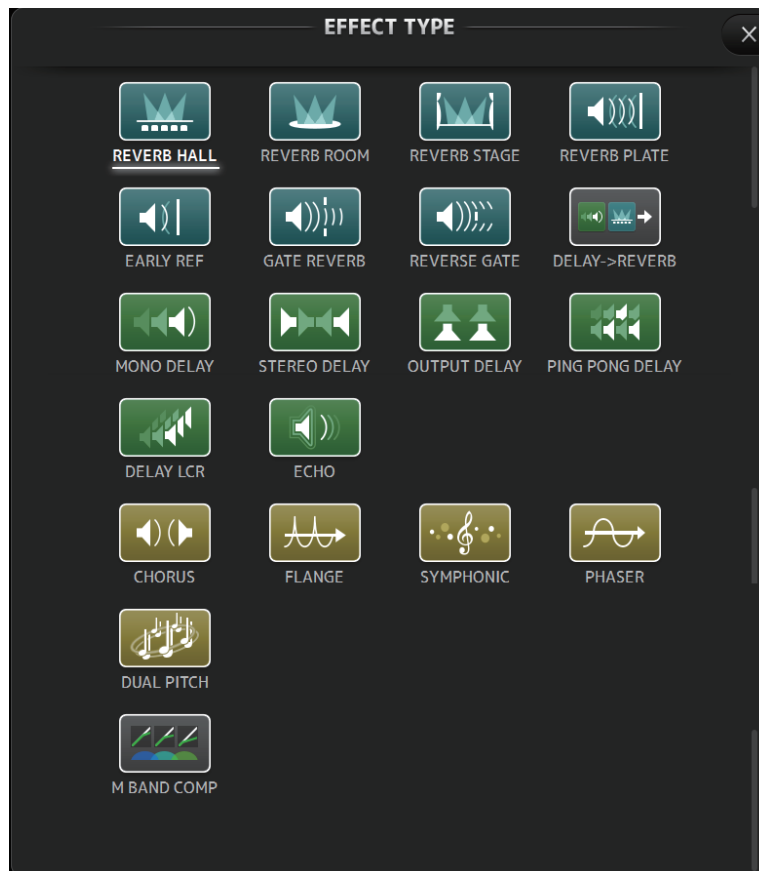 EFFECT TYPE
REVERB HALL REVERB ROOM REVERB STAGE REVERB PLATE
EARLY REF GATE REVERB REVERSE GATE DELAY->REVERB
MONO DELAY STEREO DELAY OUTPUT DELAY PING PONG DELAY
DELAY LCR ECHO
CHORUS FLANGE SYMPHONIC PHASER
DUAL PITCH
M BAND COMP